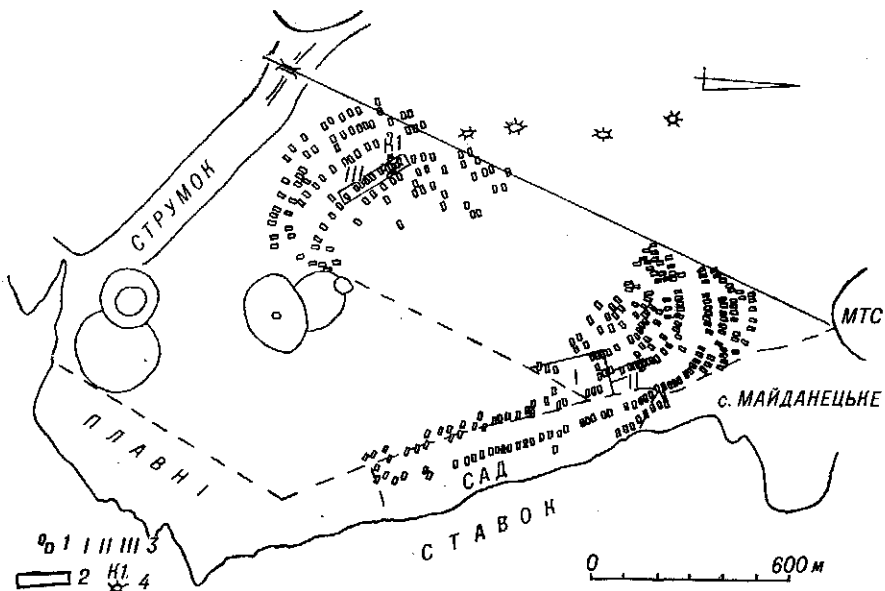 СТРУМОК
К1
III
МТС
с. МАЙДАНЕЦЬКЕ
I
II
ПЛАВНІ
САД
СТАВОК
1 I II III 3
2 К1 4
0 600 м